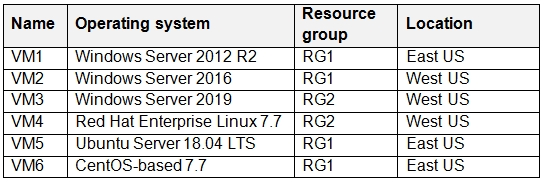 Name Operating system Resource group Location
VM1 Windows Server 2012 R2 RG1 East US
VM2 Windows Server 2016 RG1 West US
VM3 Windows Server 2019 RG2 West US
VM4 Red Hat Enterprise Linux 7.7 RG2 West US
VM5 Ubuntu Server 18.04 LTS RG1 East US
VM6 CentOS-based 7.7 RG1 East US